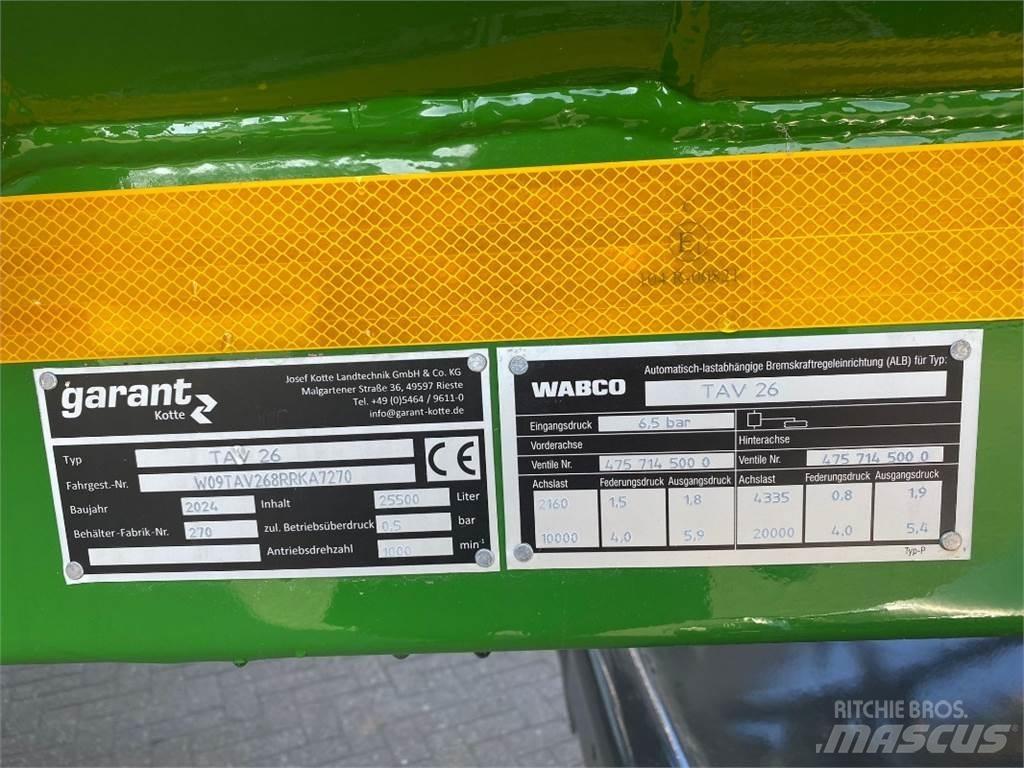 E
104 R-00821
garant
Kotte
Josef Kotte Landtechnik GmbH & Co. KG
Malgartener Straße 36, 49597 Rieste
Tel. +49 (0)5464 / 9611-0
info@garant-kotte.de
Typ TAV 26
Fahrgest.-Nr. W09TAV268RRKA7270
CE
Baujahr 2024 Inhalt 25500 Liter
Behälter-Fabrik-Nr. 270 zul. Betriebsüberdruck 0,5 bar
Antriebsdrehzahl 1000 min⁻¹
WABCO
Automatisch-lastabhängige Bremskraftregeleinrichtung (ALB) für Typ:
TAV 26
Eingangsdruck 6,5 bar
Vorderachse Hinterachse
Ventile Nr. 475 714 500 0 Ventile Nr. 475 714 500 0
Achslast Federungsdruck Ausgangsdruck Achslast Federungsdruck Ausgangsdruck
2160 1,5 1,8 4335 0,8 1,9
10000 4,0 5,9 20000 4,0 5,4
Typ-P
RITCHIE BROS.
MASCUS